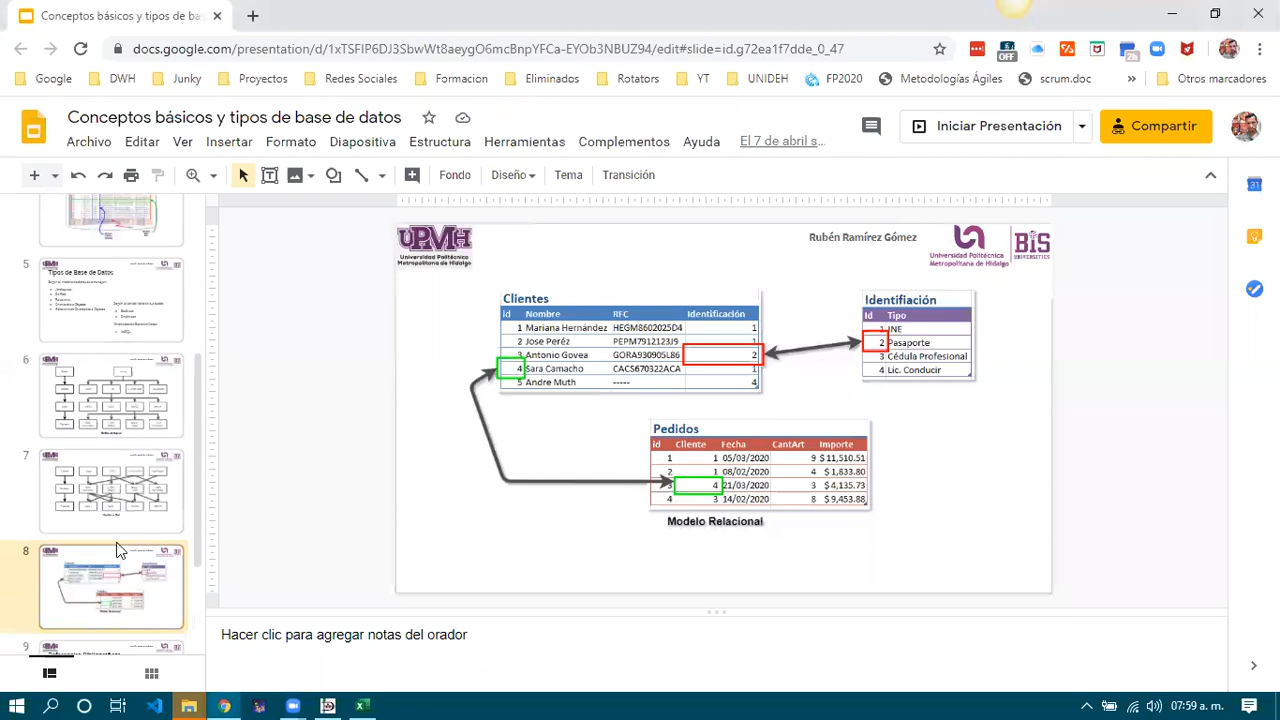 Conceptos básicos y tipos de ba
docs.google.com/presentation/d/
/edit#slide=id.g72ea1f7dde_0_47
OFF
2h
Google DWH Junky Proyectos Redes Sociales Formacion Eliminados Rotators YT UNIDEH FP2020 Metodologías Ágiles scrum.doc » Otros marcadores
Conceptos básicos y tipos de base de datos
Iniciar Presentación
Compartir
Archivo Editar Ver Insertar Formato Diapositiva Organizar Herramientas Complementos Ayuda El 7 de abril s...
Fondo Diseño Tema Transición
31
5
Tipos de Base de Datos
6
7
8
9
UPMH
Universidad Politécnica
Metropolitana de Hidalgo
Rubén Ramírez Gómez
Universidad Politécnica
Metropolitana de Hidalgo
BIS
UNIVERSITIES
Clientes
id Nombre RFC Identificación
1 Mariana Hernández HEGM8602025D4 1
2 Jose Peréz PEPM7912123J9 1
3 Antonio Govea GORA930905L86 2
4 Sara Camacho CACS670322ACA 1
5 Andre Muth ----- 4
Identifiación
Id Tipo
1 INE
2 Pasaporte
3 Cédula Profesional
4 Lic. Conducir
Pedidos
Id Cliente Fecha CantArt Importe
1 1 05/03/2020 9 $ 11,510.51
2 1 08/02/2020 4 $ 1,833.80
3 4 21/03/2020 3 $ 4,135.73
4 3 14/02/2020 8 $ 9,453.88
Modelo Relacional
Hacer clic para agregar notas del orador
07:59 a. m.